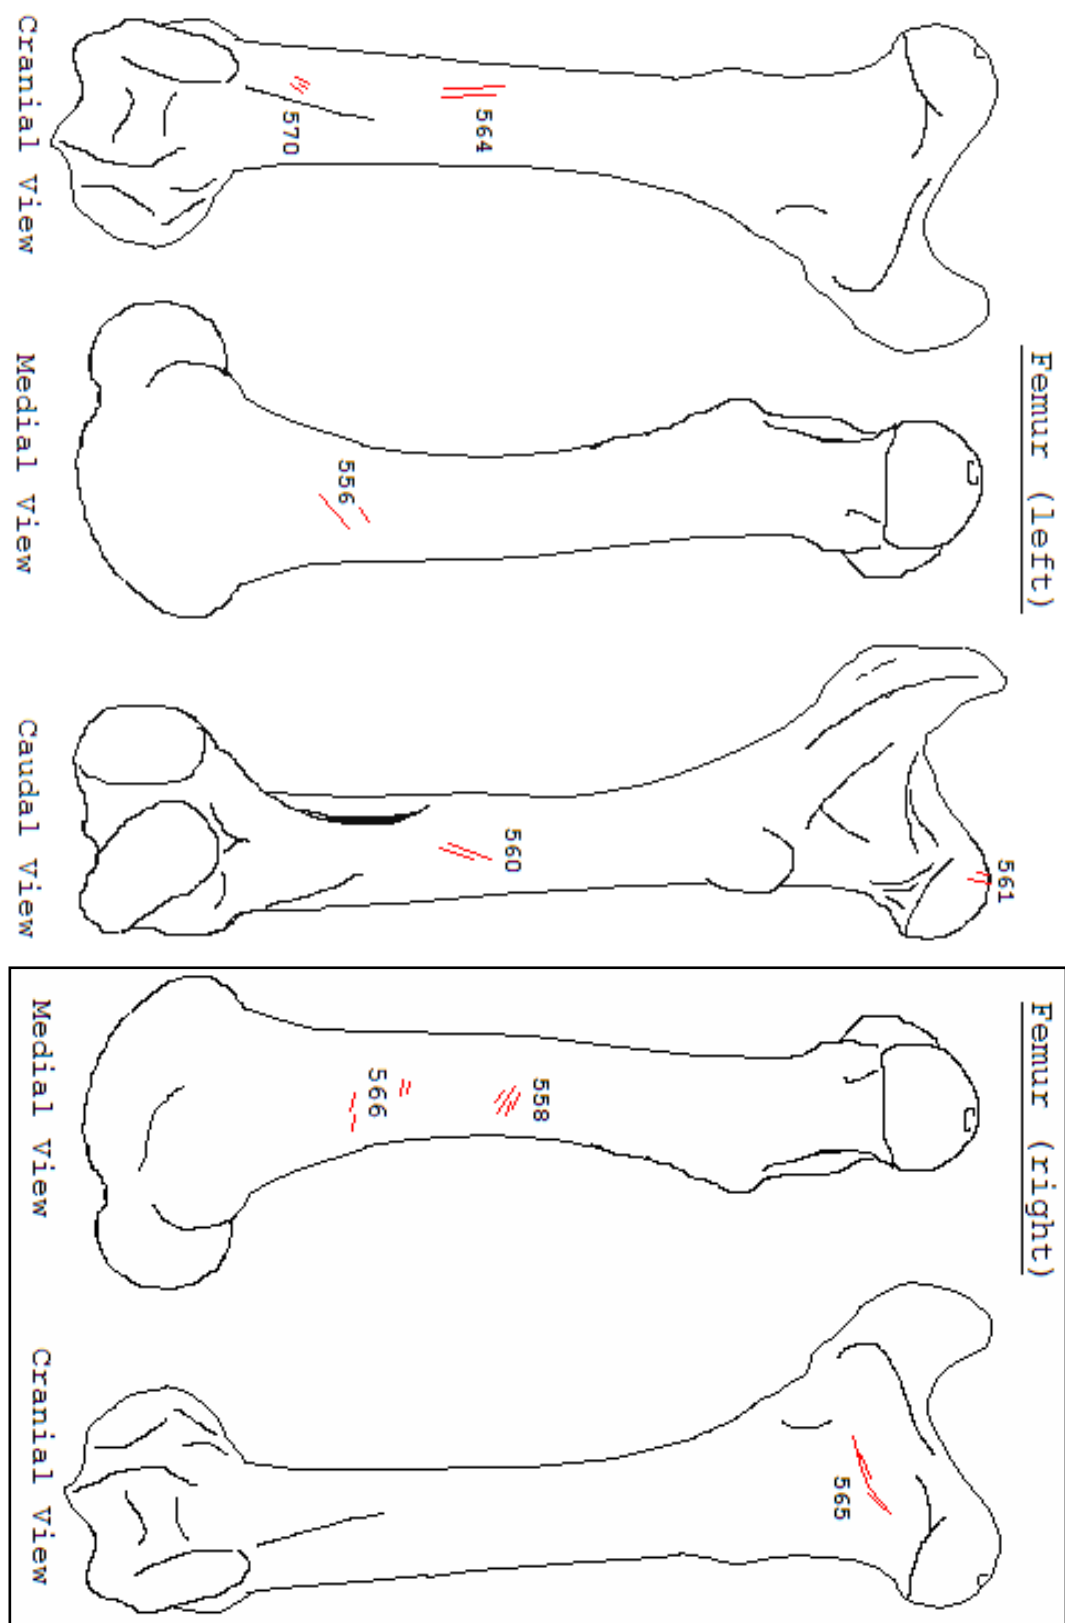 Femur (left)
561
564
560
570
556
Cranial View
Medial View
Caudal View
Femur (right)
565
558
566
Medial View
Cranial View